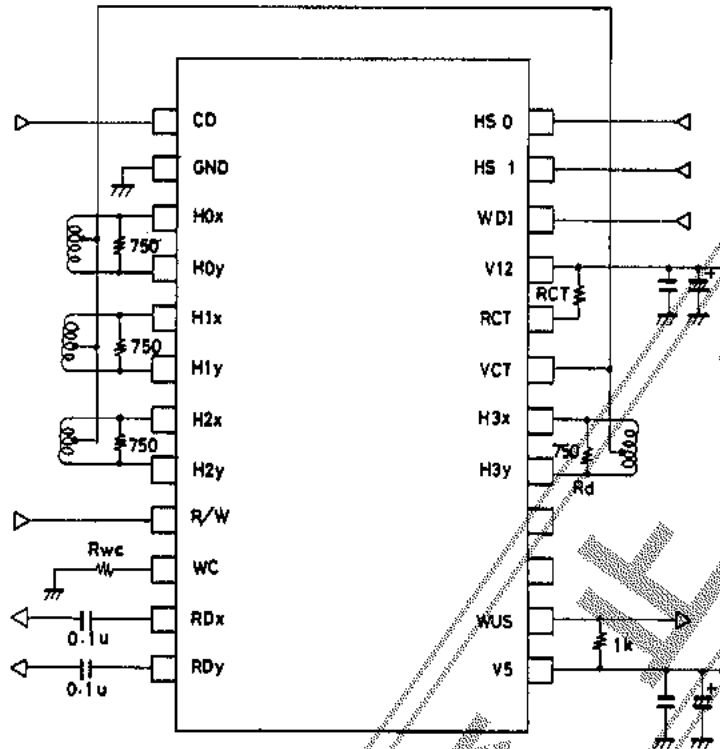 CD
GND
H0x
750
H0y
H1x
750
H1y
H2x
750
H2y
R/W
Rwc
WC
RDx
0.1u
RDy
0.1u
HS 0
HS 1
WDI
V12
+
RCT
RCT
VCT
H3x
750
H3y
Rd
WUS
1k
V5
+